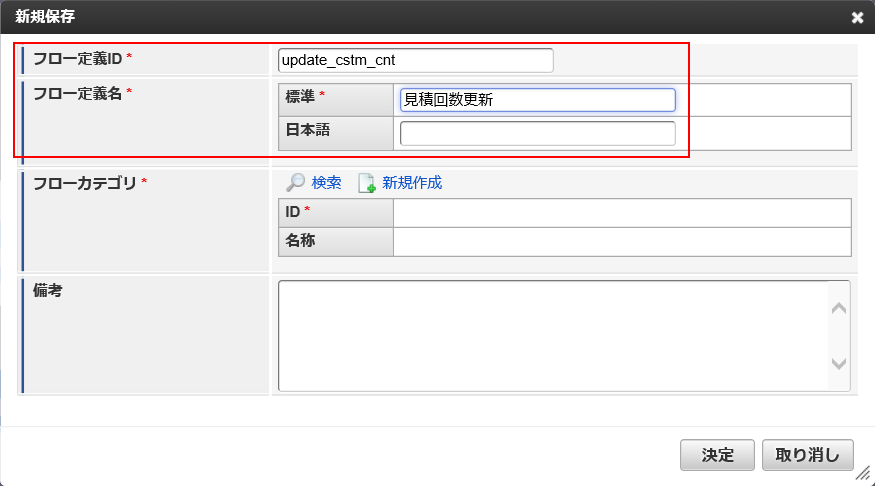 新規保存
フロー定義ID *
update_cstm_cnt
フロー定義名 *
標準 *
見積回数更新
日本語
フローカテゴリ *
検索 新規作成
ID *
名称
備考
決定 取り消し